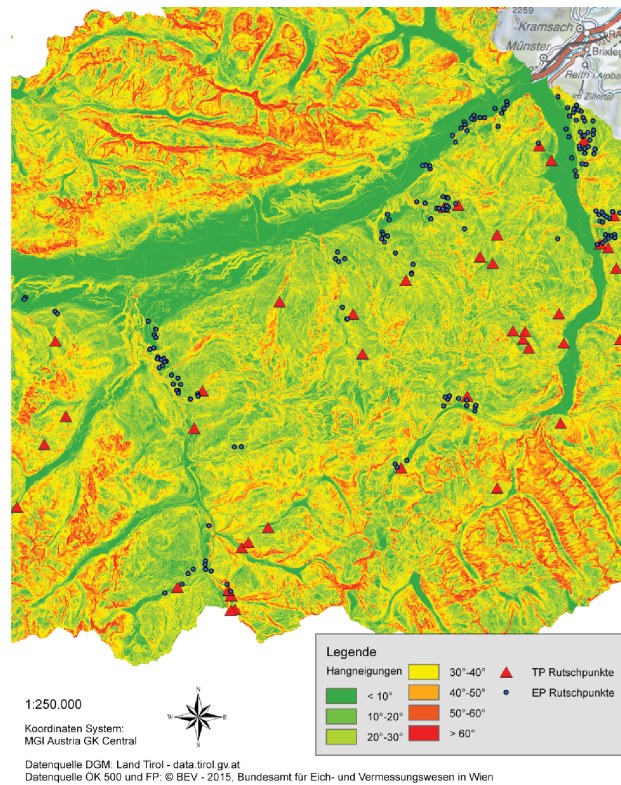 2259
Kramsach
RA
Münster
Brixleg
Reith i. Alpba
im Zillertal
Legende
Hangneigungen
< 10°
10°-20°
20°-30°
30°-40°
40°-50°
50°-60°
> 60°
TP Rutschpunkte
EP Rutschpunkte
1:250.000
N
W
E
S
Koordinaten System:
MGI Austria GK Central
Datenquelle DGM: Land Tirol - data.tirol.gv.at
Datenquelle ÖK 500 und FP: © BEV - 2015, Bundesamt für Eich- und Vermessungswesen in Wien